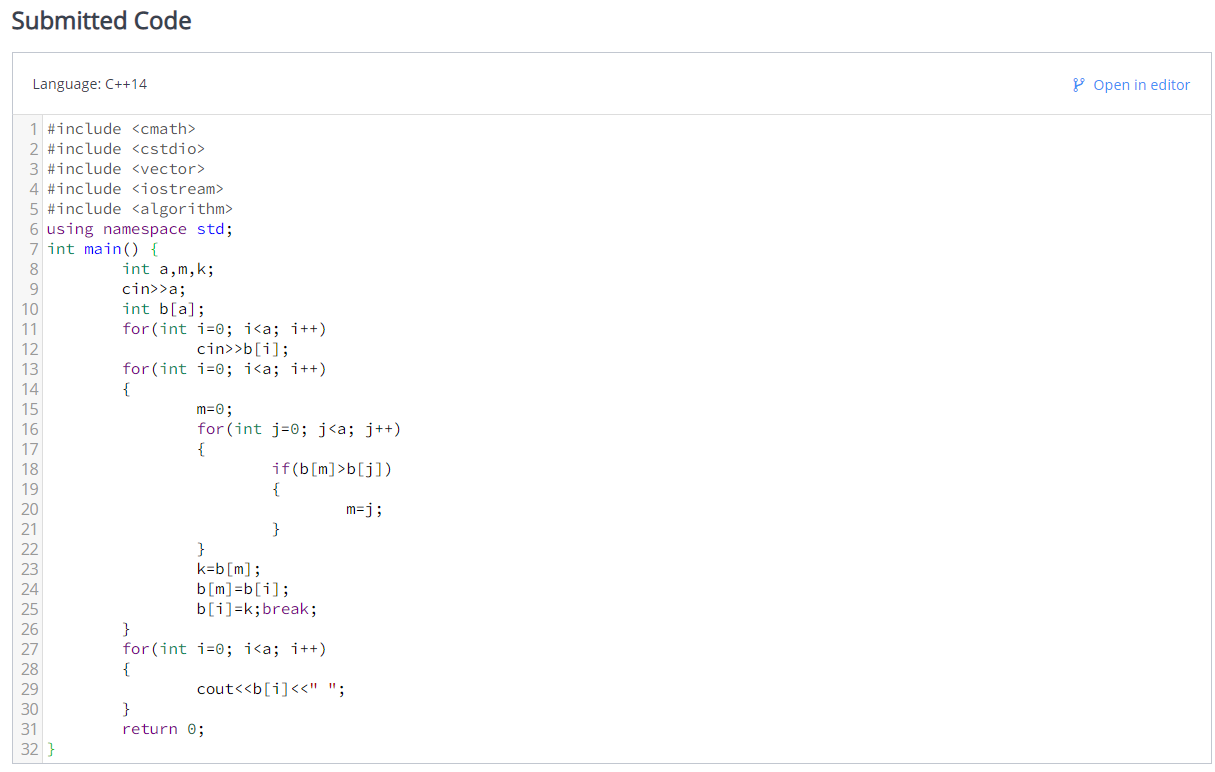 Submitted Code
Language: C++14
Open in editor
1 #include <cmath>
2 #include <cstdio>
3 #include <vector>
4 #include <iostream>
5 #include <algorithm>
6 using namespace std;
7 int main() {
8         int a,m,k;
9         cin>>a;
10         int b[a];
11         for(int i=0; i<a; i++)
12                 cin>>b[i];
13         for(int i=0; i<a; i++)
14         {
15                 m=0;
16                 for(int j=0; j<a; j++)
17                 {
18                         if(b[m]>b[j])
19                         {
20                                 m=j;
21                         }
22                 }
23                 k=b[m];
24                 b[m]=b[i];
25                 b[i]=k;break;
26         }
27         for(int i=0; i<a; i++)
28         {
29                 cout<<b[i]<<" ";
30         }
31         return 0;
32 }